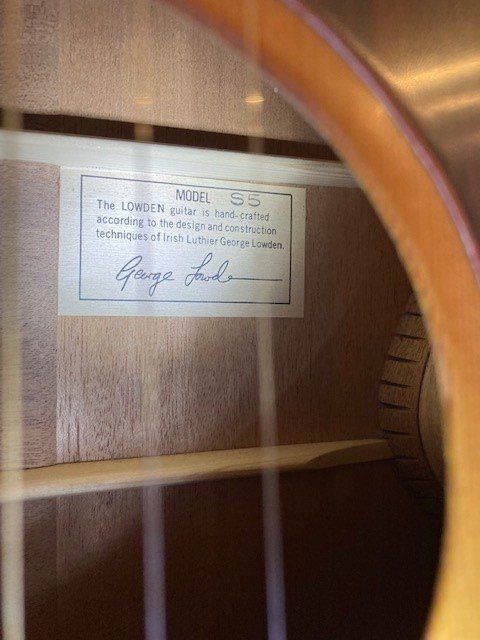 MODEL S5
The LOWDEN guitar is hand-crafted
according to the design and construction
techniques of Irish Luthier George Lowden.
George Lowden